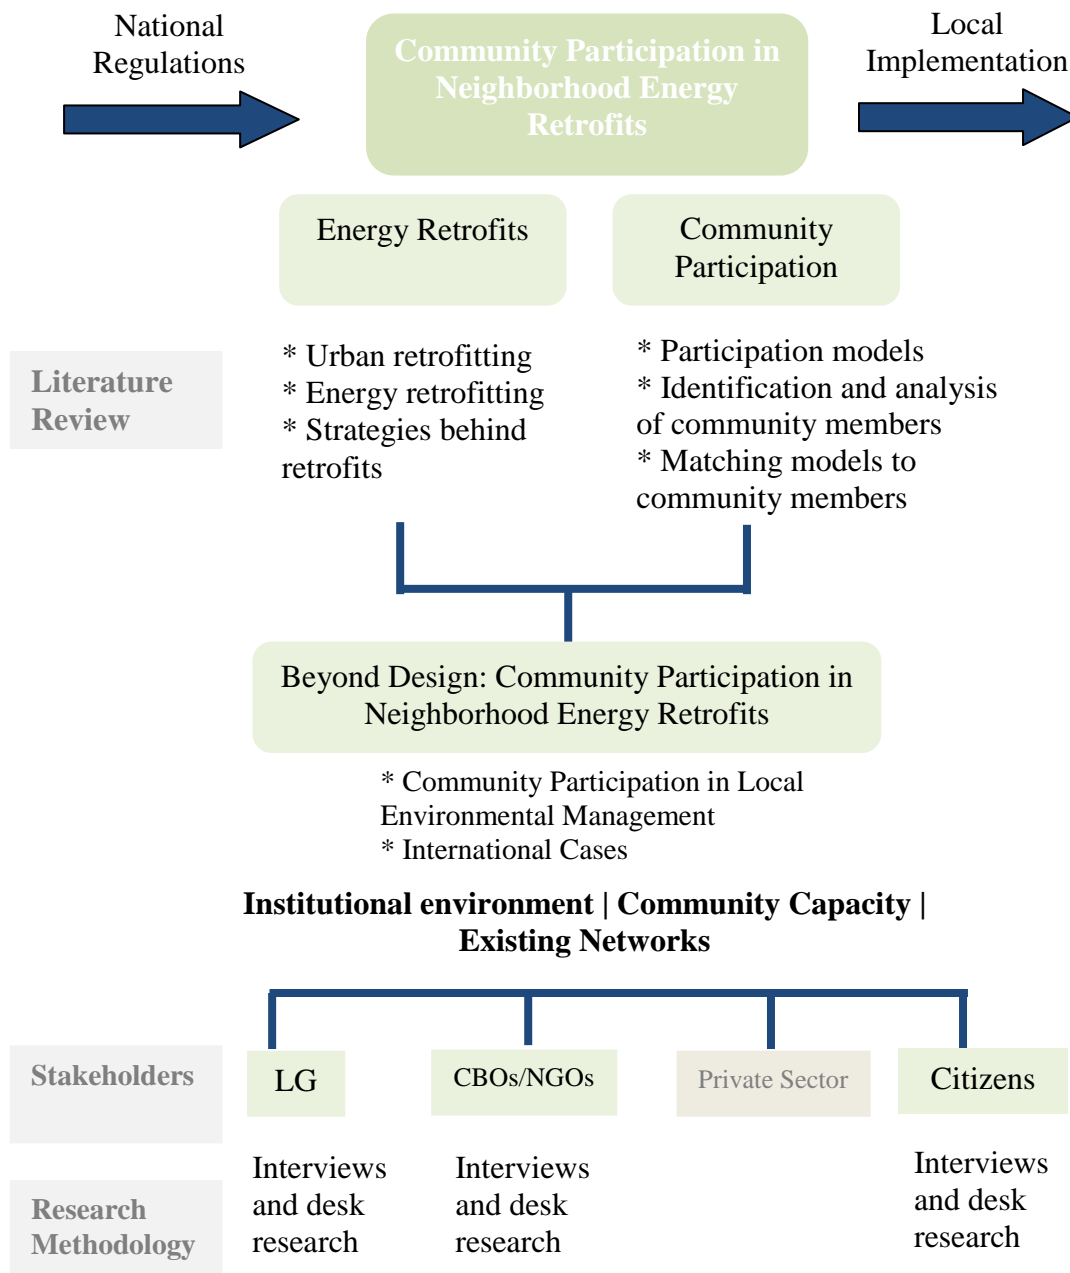 National
Regulations
Community Participation in
Neighborhood Energy
Retrofits
Local
Implementation
Energy Retrofits
Community
Participation
Literature
Review
* Urban retrofitting
* Energy retrofitting
* Strategies behind
retrofits
* Participation models
* Identification and analysis
of community members
* Matching models to
community members
Beyond Design: Community Participation in
Neighborhood Energy Retrofits
* Community Participation in Local
Environmental Management
* International Cases
Institutional environment | Community Capacity |
Existing Networks
Stakeholders
LG
CBOs/NGOs
Private Sector
Citizens
Research
Methodology
Interviews
and desk
research
Interviews
and desk
research
Interviews
and desk
research